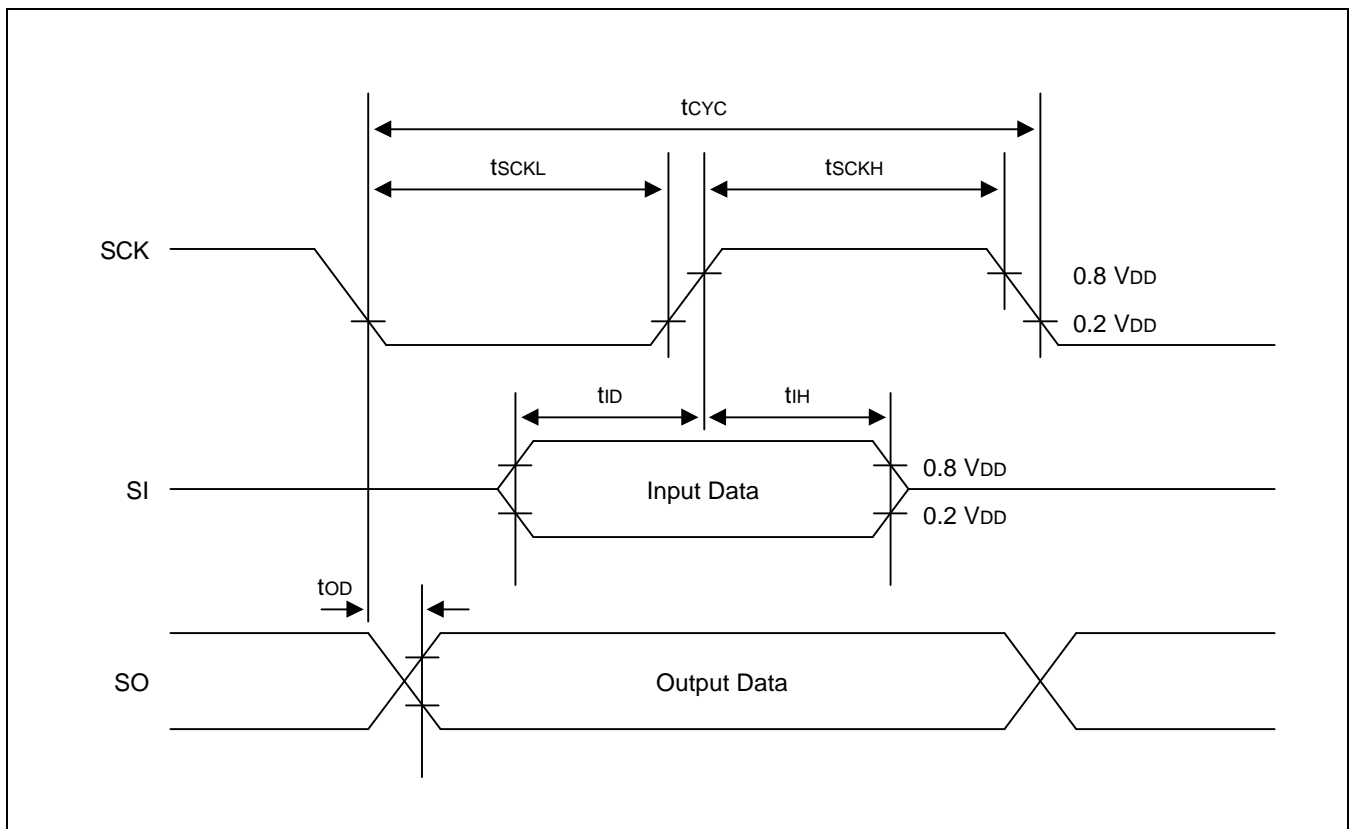 tCYC
tSCKL
tSCKH
SCK
0.8 VDD
0.2 VDD
tID
tIH
SI
Input Data
0.8 VDD
0.2 VDD
tOD
SO
Output Data